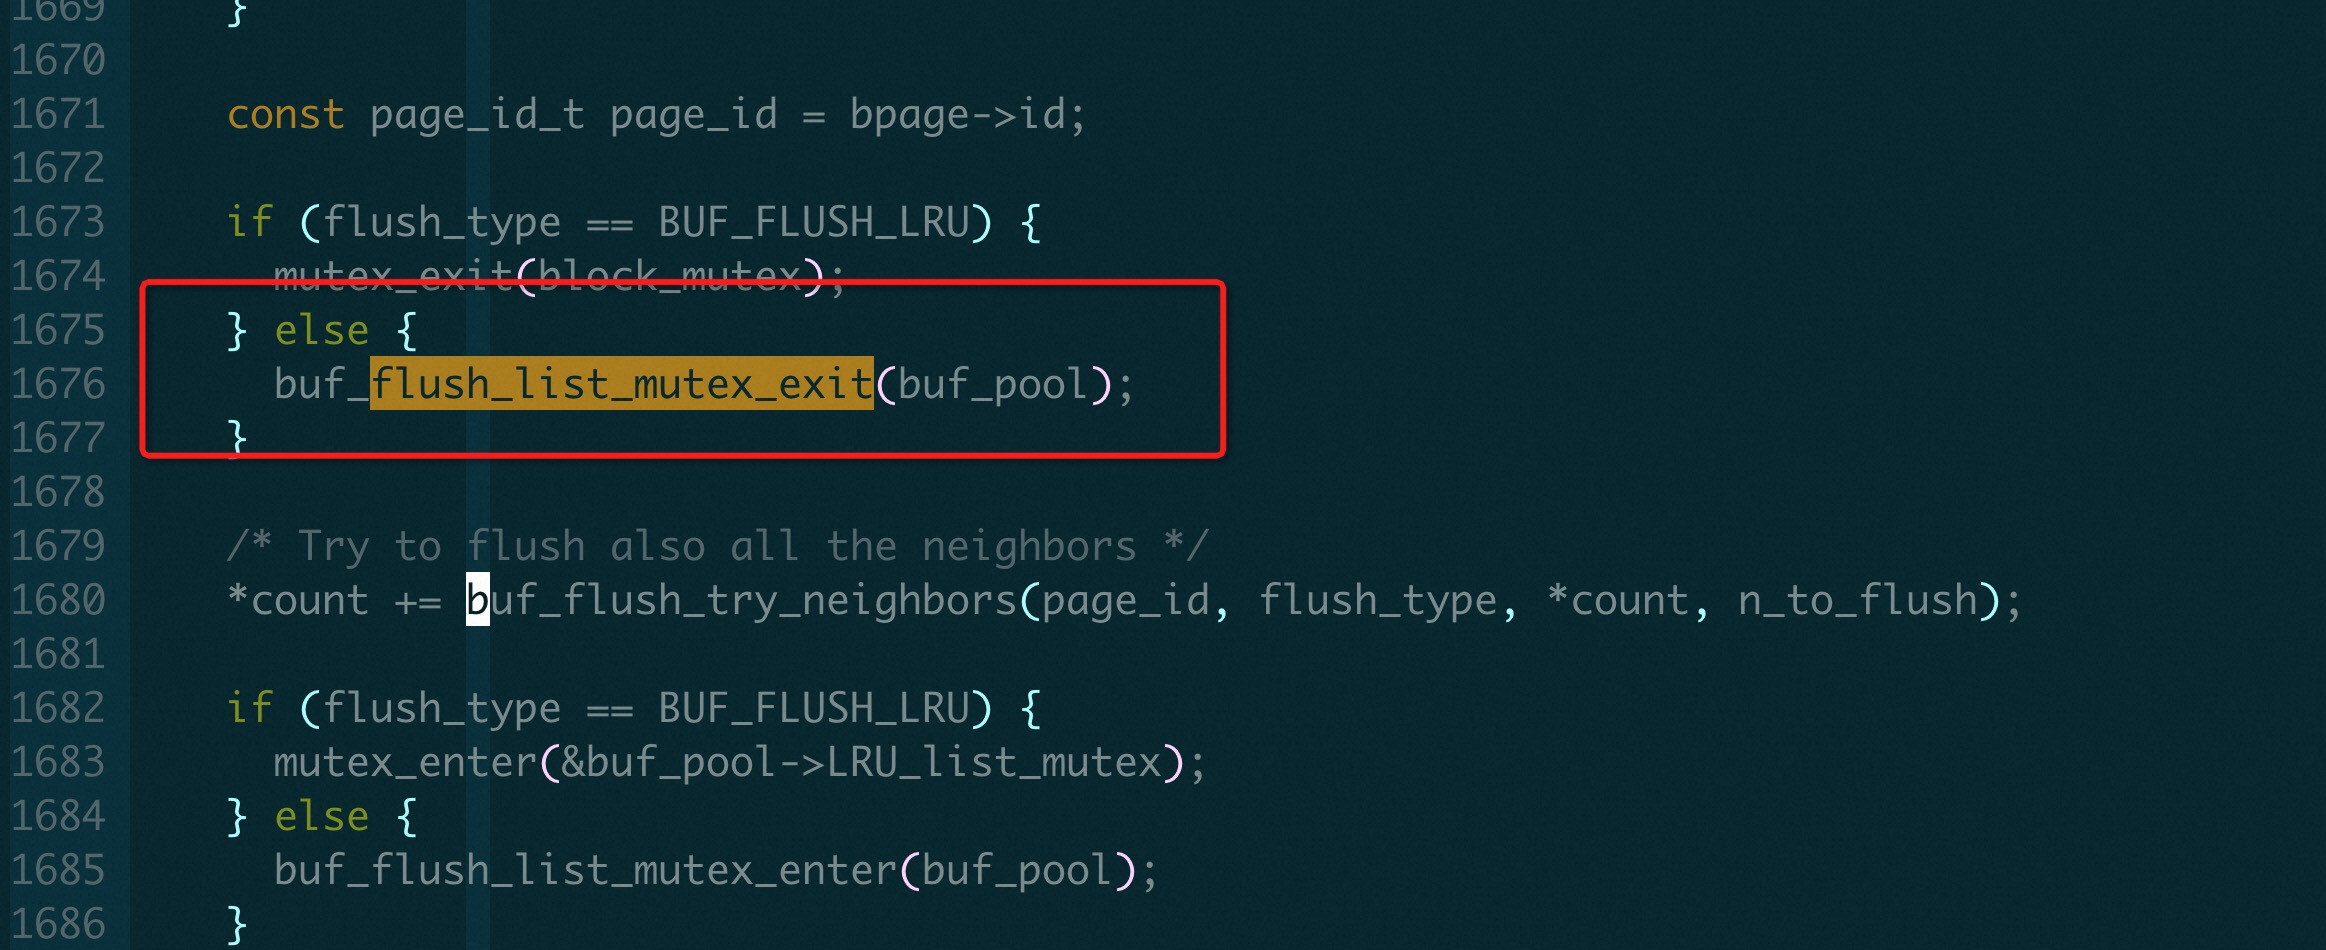 1669 }
1670
1671 const page_id_t page_id = bpage->id;
1672
1673 if (flush_type == BUF_FLUSH_LRU) {
1674 mutex_exit(block_mutex);
1675 } else {
1676 buf_flush_list_mutex_exit(buf_pool);
1677 }
1678
1679 /* Try to flush also all the neighbors */
1680 *count += buf_flush_try_neighbors(page_id, flush_type, *count, n_to_flush);
1681
1682 if (flush_type == BUF_FLUSH_LRU) {
1683 mutex_enter(&buf_pool->LRU_list_mutex);
1684 } else {
1685 buf_flush_list_mutex_enter(buf_pool);
1686 }